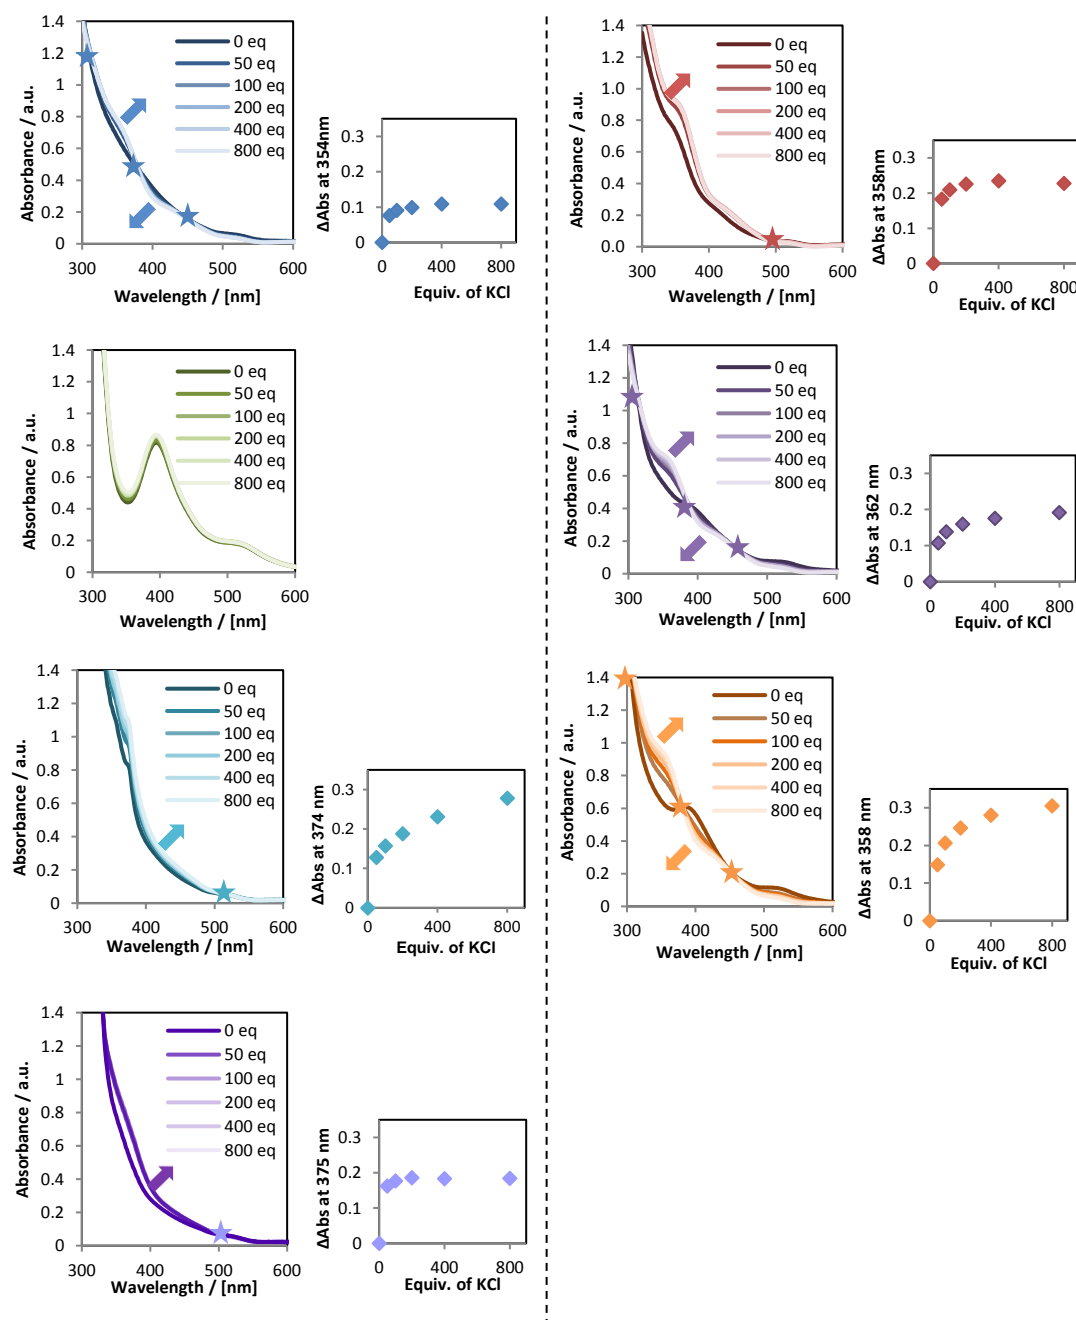 1.4
1.2
1
0.8
0.6
0.4
0.2
0
Absorbance / a.u.
0 eq
50 eq
100 eq
200 eq
400 eq
800 eq
300 400 500 600
Wavelength / [nm]
0.3
0.2
0.1
0
ΔAbs at 354nm
0 400 800
Equiv. of KCl
1.4
1.2
1.0
0.8
0.6
0.4
0.2
0.0
Absorbance / a.u.
0 eq
50 eq
100 eq
200 eq
400 eq
800 eq
300 400 500 600
Wavelength / [nm]
0.3
0.2
0.1
0
ΔAbs at 358nm
0 400 800
Equiv. of KCl
1.4
1.2
1
0.8
0.6
0.4
0.2
0
Absorbance / a.u.
0 eq
50 eq
100 eq
200 eq
400 eq
800 eq
300 400 500 600
Wavelength / [nm]
1.4
1.2
1
0.8
0.6
0.4
0.2
0
Absorbance / a.u.
0 eq
50 eq
100 eq
200 eq
400 eq
800 eq
300 400 500 600
Wavelength / [nm]
0.3
0.2
0.1
0
ΔAbs at 362 nm
0 400 800
Equiv. of KCl
1.4
1.2
1
0.8
0.6
0.4
0.2
0
Absorbance / a.u.
0 eq
50 eq
100 eq
200 eq
400 eq
800 eq
300 400 500 600
Wavelength / [nm]
0.3
0.2
0.1
0
ΔAbs at 374 nm
0 400 800
Equiv. of KCl
1.4
1.2
1
0.8
0.6
0.4
0.2
0
Absorbance / a.u.
0 eq
50 eq
100 eq
200 eq
400 eq
800 eq
300 400 500 600
Wavelength / [nm]
0.3
0.2
0.1
0
ΔAbs at 358 nm
0 400 800
Equiv. of KCl
1.4
1.2
1
0.8
0.6
0.4
0.2
0
Absorbance / a.u.
0 eq
50 eq
100 eq
200 eq
400 eq
800 eq
300 400 500 600
Wavelength / [nm]
0.3
0.2
0.1
0
ΔAbs at 375 nm
0 400 800
Equiv. of KCl